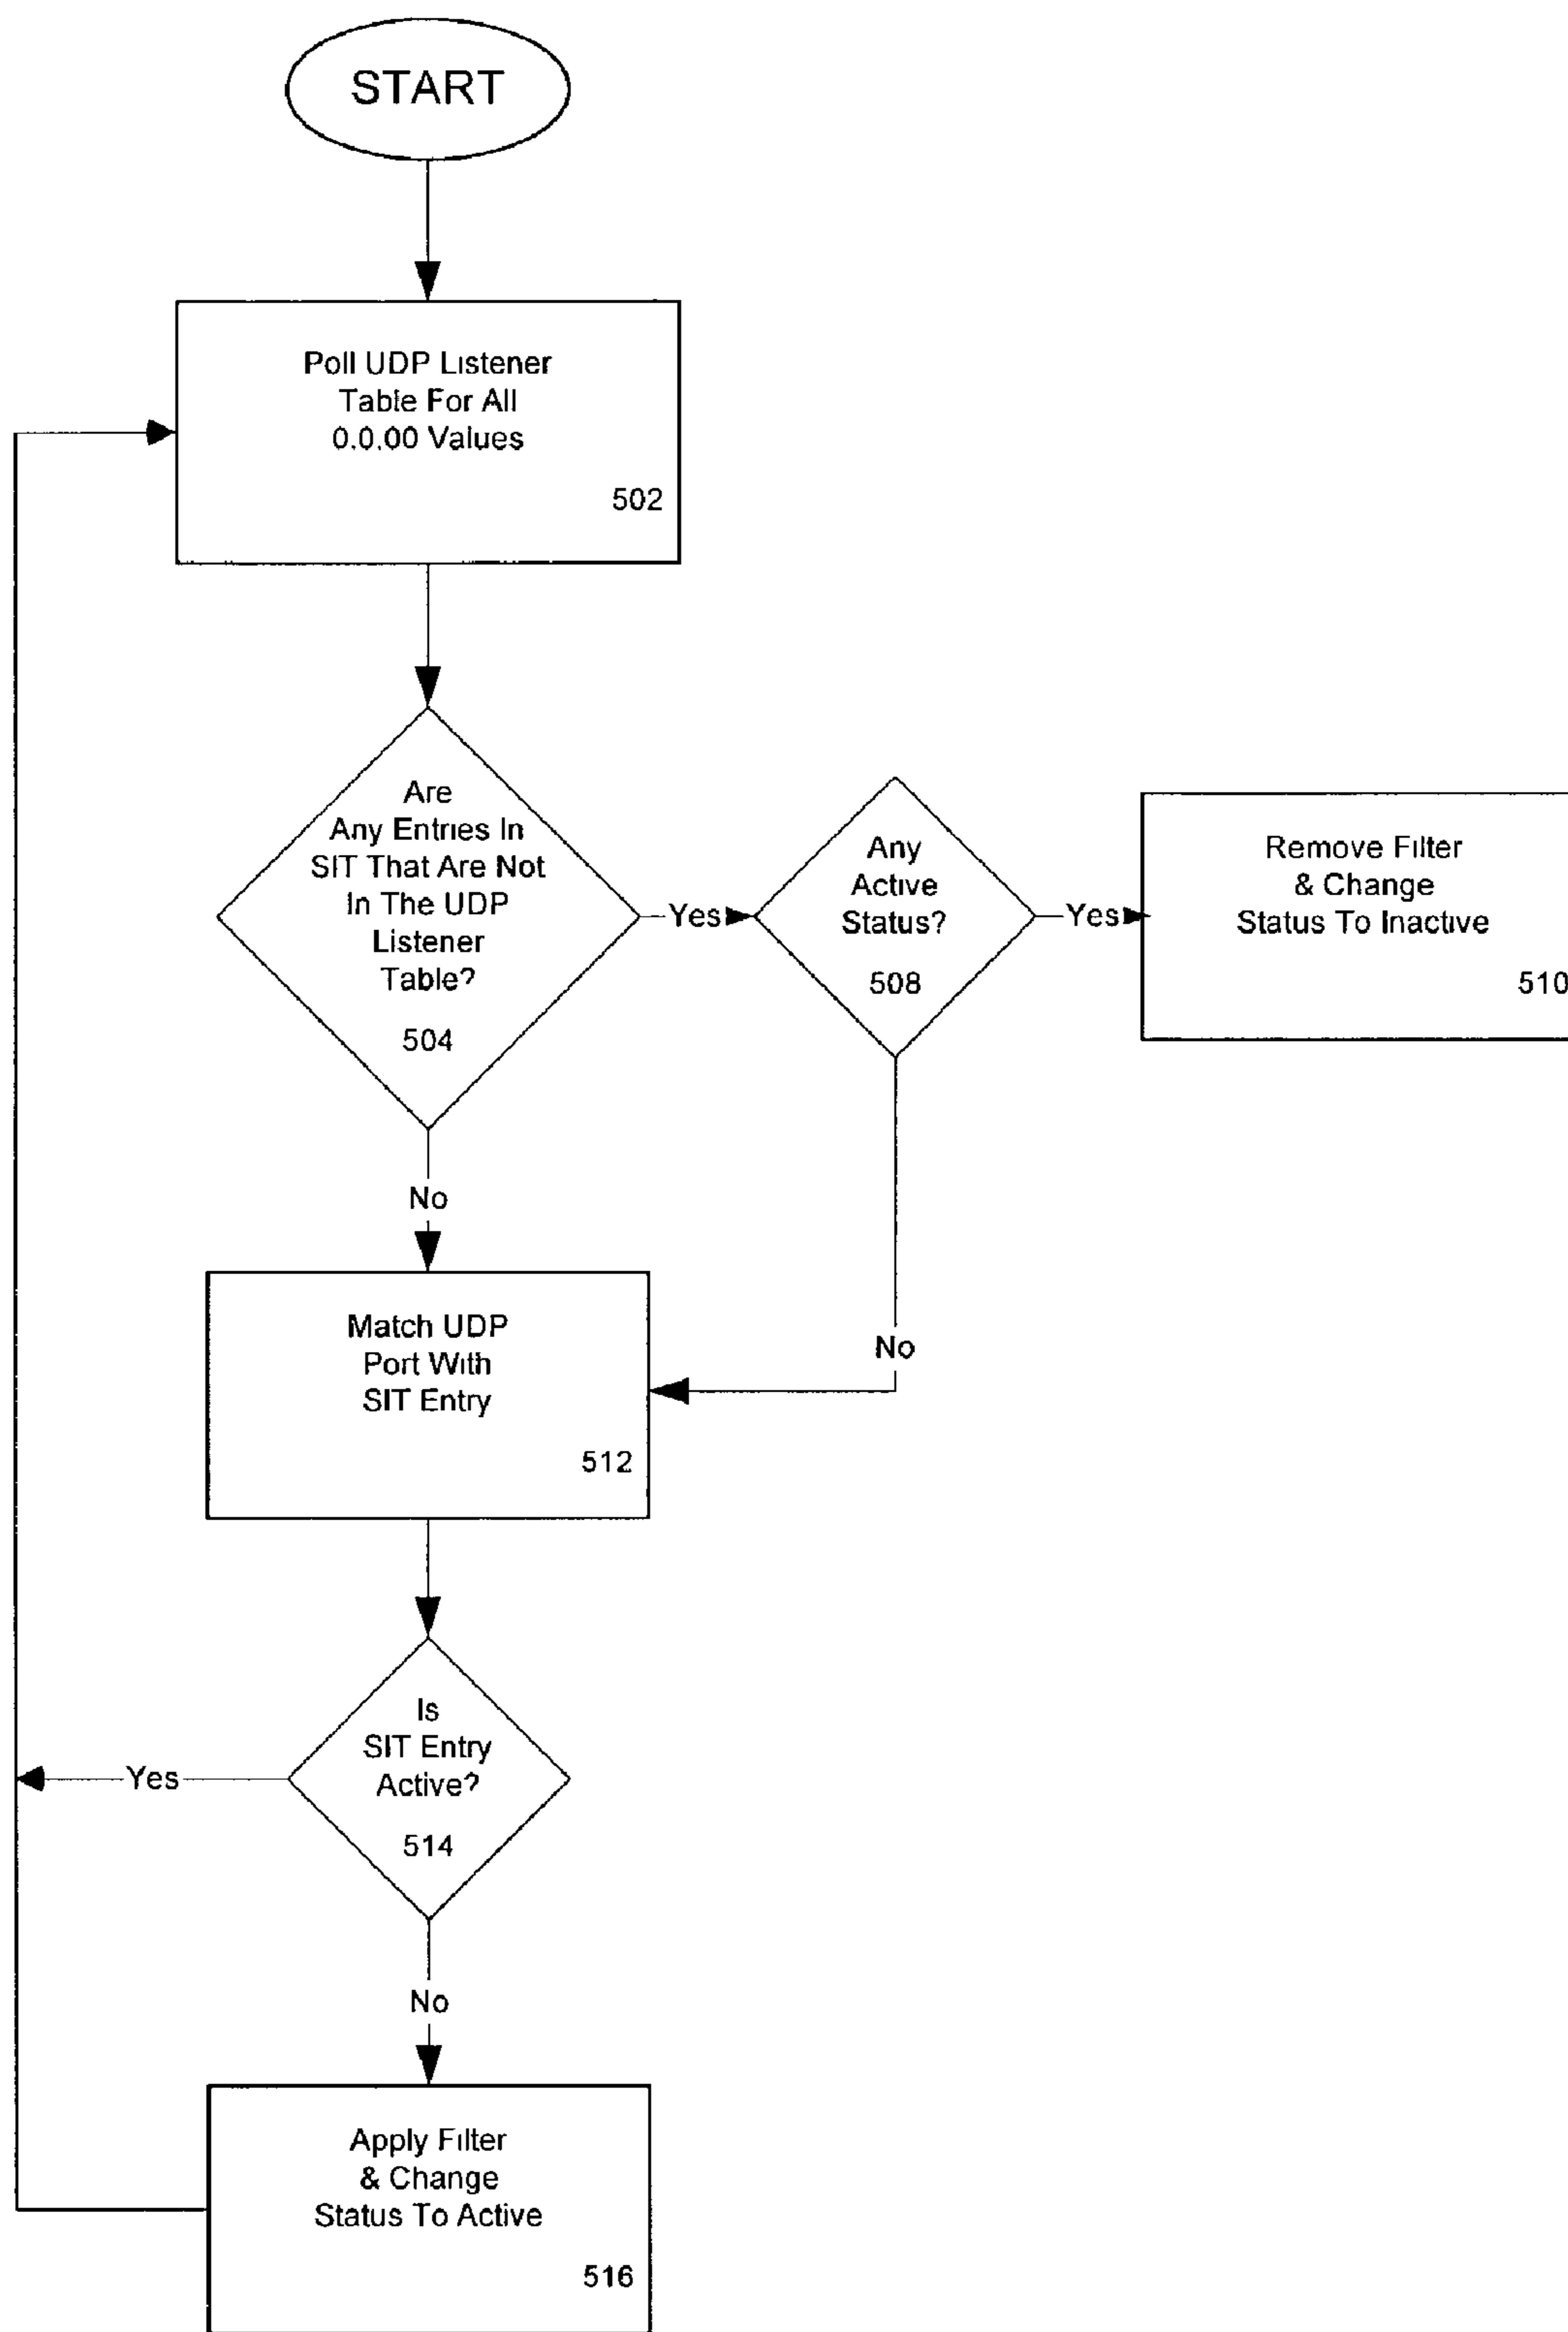 START
Poll UDP Listener
Table For All
0.0.00 Values
502
Are
Any Entries In
SIT That Are Not
In The UDP
Listener
Table?
504
Yes
Any
Active
Status?
508
Yes
Remove Filter
& Change
Status To Inactive
510
No
No
Match UDP
Port With
SIT Entry
512
Is
SIT Entry
Active?
514
Yes
No
Apply Filter
& Change
Status To Active
516